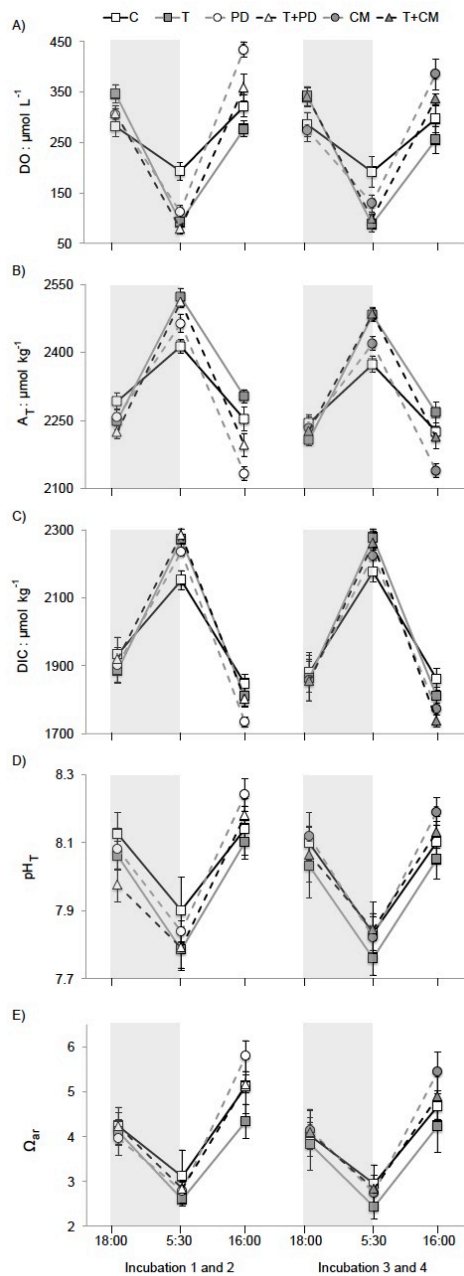 C T PD T+PD CM T+CM
A)
450
350
250
150
50
DO : µmol L⁻¹
B)
2550
2400
2250
2100
A_T : µmol kg⁻¹
C)
2300
2100
1900
1700
DIC : µmol kg⁻¹
D)
8.3
8.1
7.9
7.7
pH_T
E)
6
5
4
3
2
Ω_ar
18:00 5:30 16:00 18:00 5:30 16:00
Incubation 1 and 2 Incubation 3 and 4